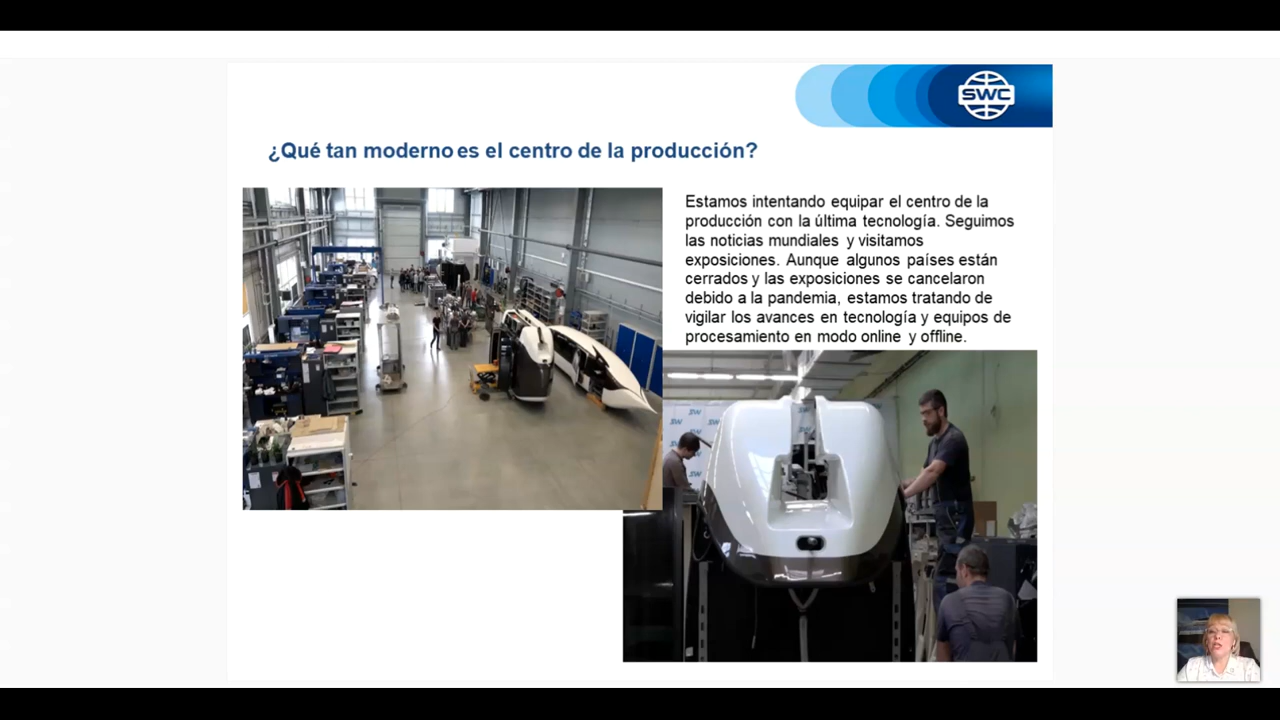 SWC
¿Qué tan moderno es el centro de la producción?
Estamos intentando equipar el centro de la
producción con la última tecnología. Seguimos
las noticias mundiales y visitamos
exposiciones. Aunque algunos países están
cerrados y las exposiciones se cancelaron
debido a la pandemia, estamos tratando de
vigilar los avances en tecnología y equipos de
procesamiento en modo online y offline.